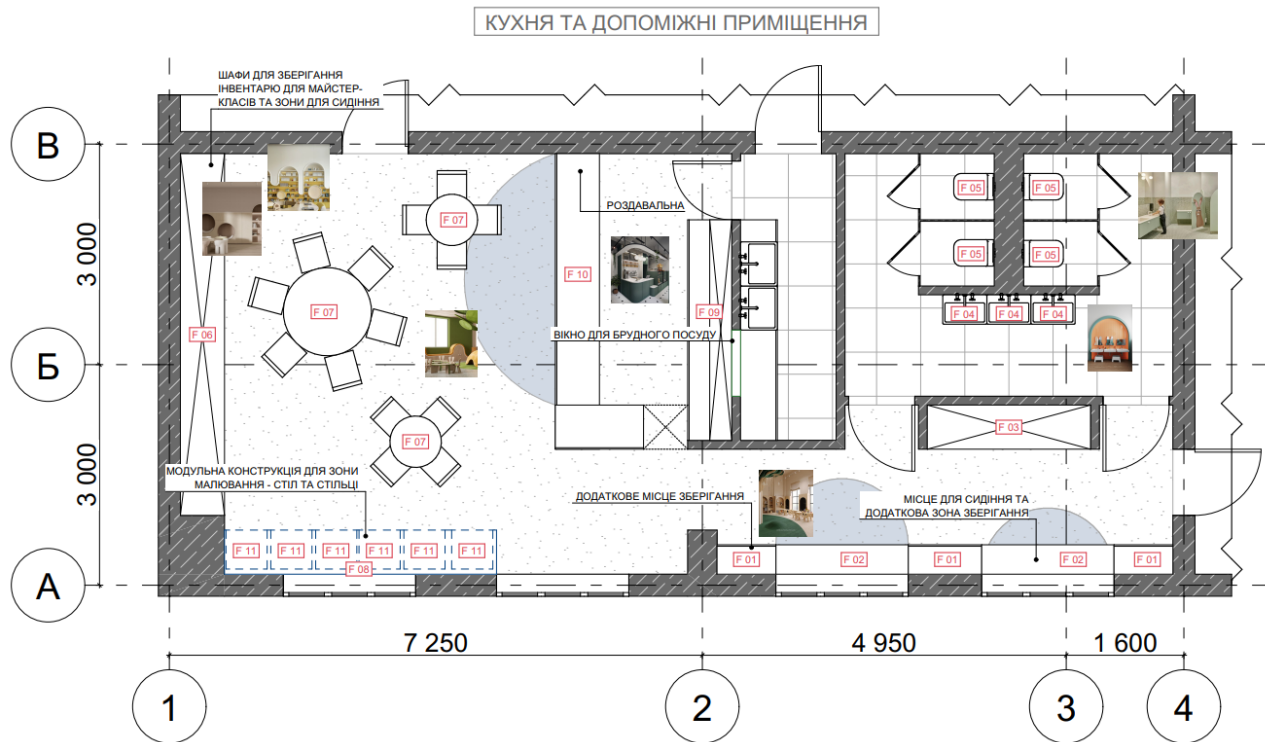 КУХНЯ ТА ДОПОМІЖНІ ПРИМІЩЕННЯ
ШАФИ ДЛЯ ЗБЕРІГАННЯ
ІНВЕНТАРЮ ДЛЯ МАЙСТЕР-
КЛАСІВ ТА ЗОНИ ДЛЯ СИДІННЯ
В
F 05
F 05
F 07
РОЗДАВАЛЬНА
3 000
F 05
F 05
F 10
F 07
F 09
F 04
F 04
F 04
F 06
ВІКНО ДЛЯ БРУДНОГО ПОСУДУ
Б
F 03
F 07
3 000
МОДУЛЬНА КОНСТРУКЦІЯ ДЛЯ ЗОНИ
МАЛЮВАННЯ - СТІЛ ТА СТІЛЬЦІ
ДОДАТКОВЕ МІСЦЕ ЗБЕРІГАННЯ
МІСЦЕ ДЛЯ СИДІННЯ ТА
ДОДАТКОВА ЗОНА ЗБЕРІГАННЯ
F 11
F 11
F 11
F 11
F 11
F 11
F 08
F 01
F 02
F 01
F 02
F 01
А
7 250
4 950
1 600
1
2
3
4